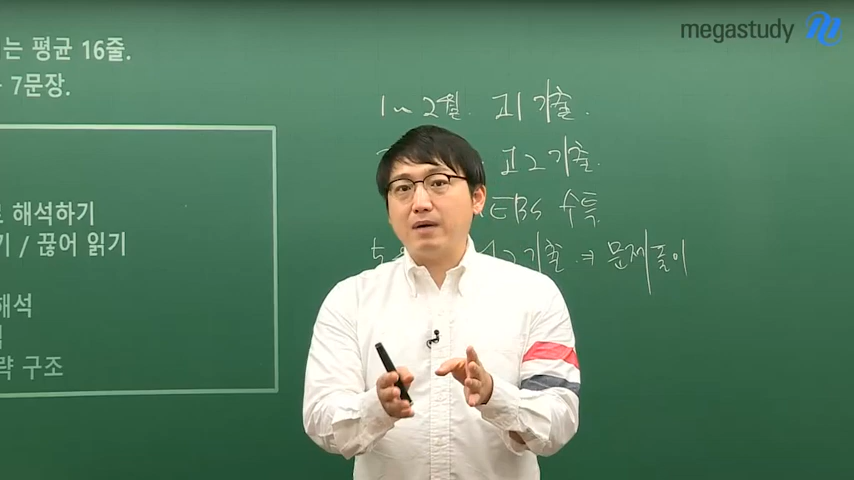 megastudy
는 평균 16줄.
7문장.
해석하기
기 / 끊어 읽기
해석
략 구조
1~2월 고1 기출.
고2 기출.
EBS 수특
기출 ⇒ 문제풀이